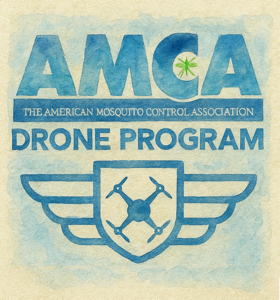 AMCA
THE AMERICAN MOSQUITO CONTROL ASSOCIATION
DRONE PROGRAM